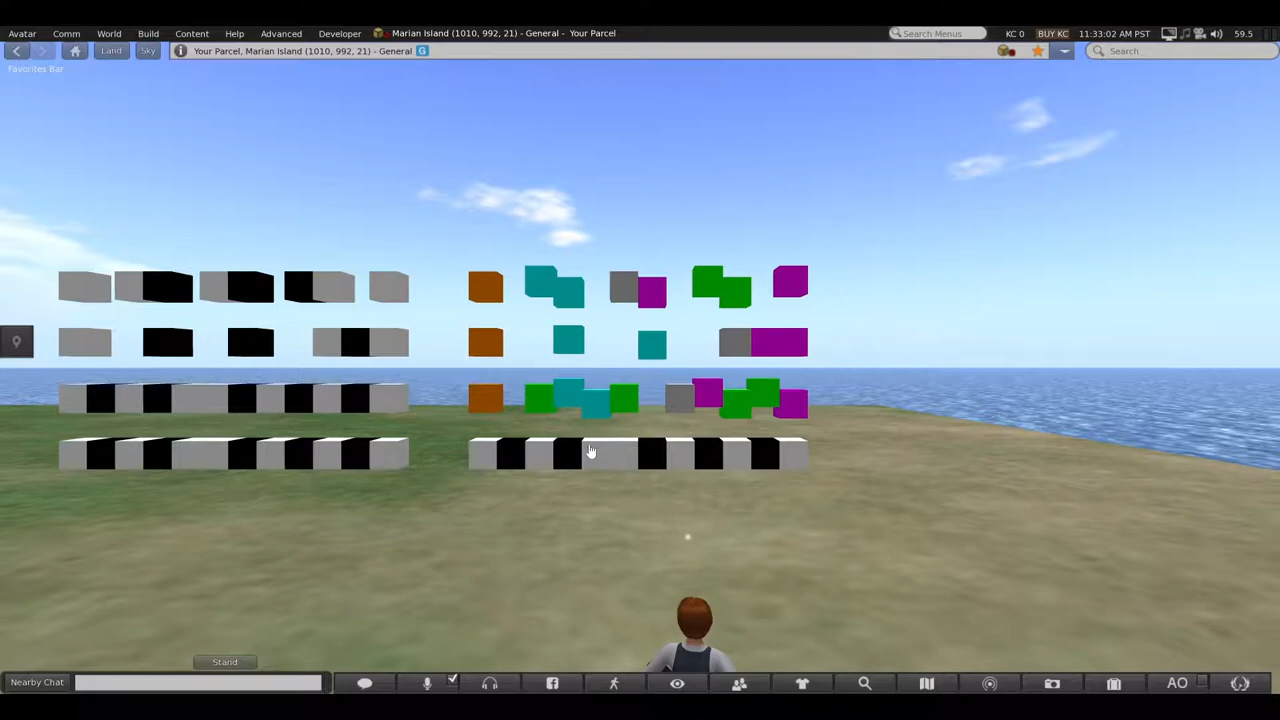 Avatar Comm World Build Content Help Advanced Developer Marian Island (1010, 992, 21) - General - Your Parcel Search Menus KC 0 BUY KC 11:33:02 AM PST 59.5
Land Sky Your Parcel, Marian Island (1010, 992, 21) - General G Search
Favorites Bar
Stand
Nearby Chat AO